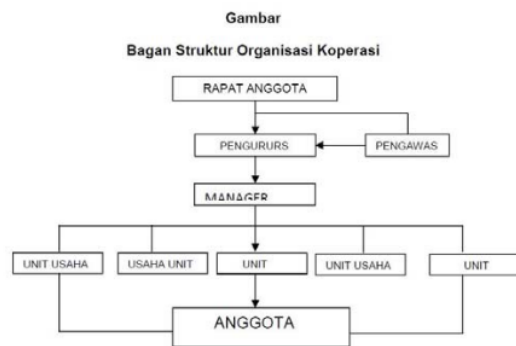 Gambar
Bagan Struktur Organisasi Koperasi
RAPAT ANGGOTA
PENGURURS
PENGAWAS
MANAGER
UNIT USAHA
USAHA UNIT
UNIT
UNIT USAHA
UNIT
ANGGOTA